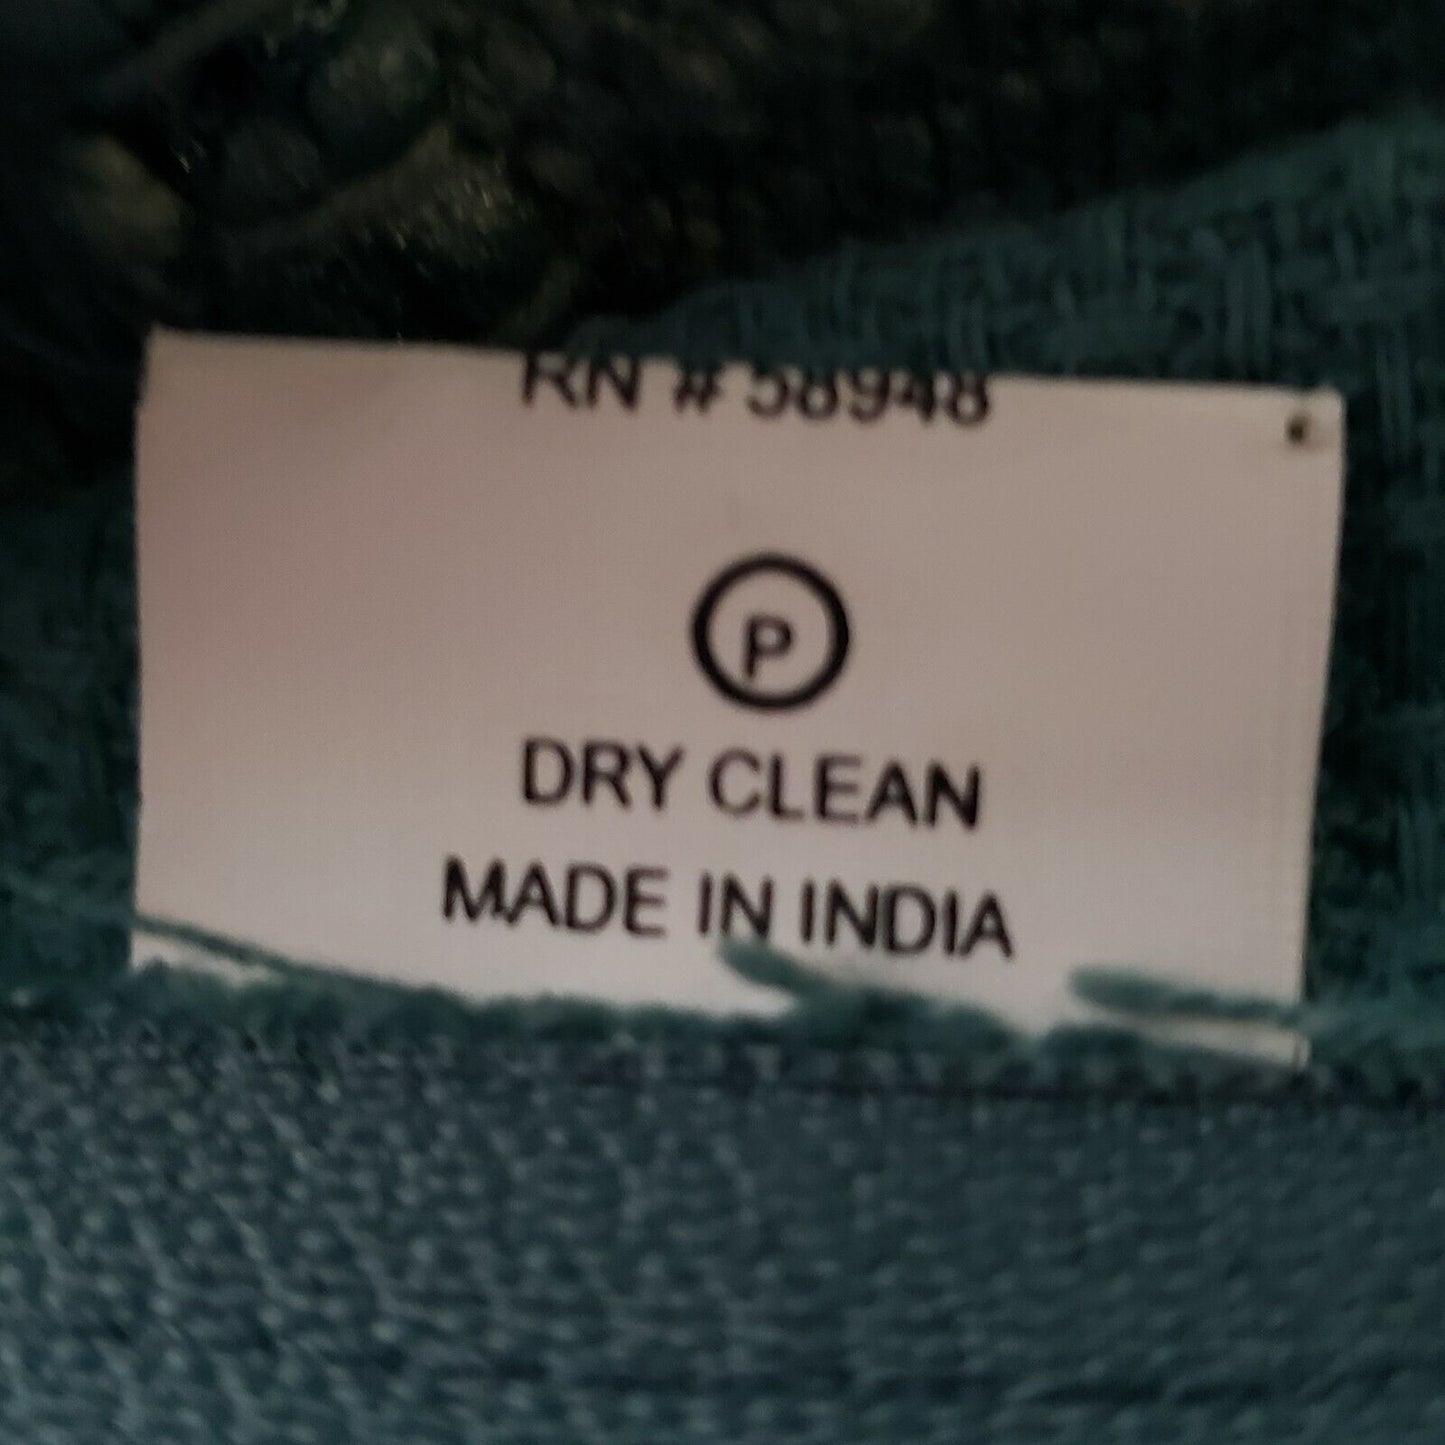 RN # 58948
P
DRY CLEAN
MADE IN INDIA